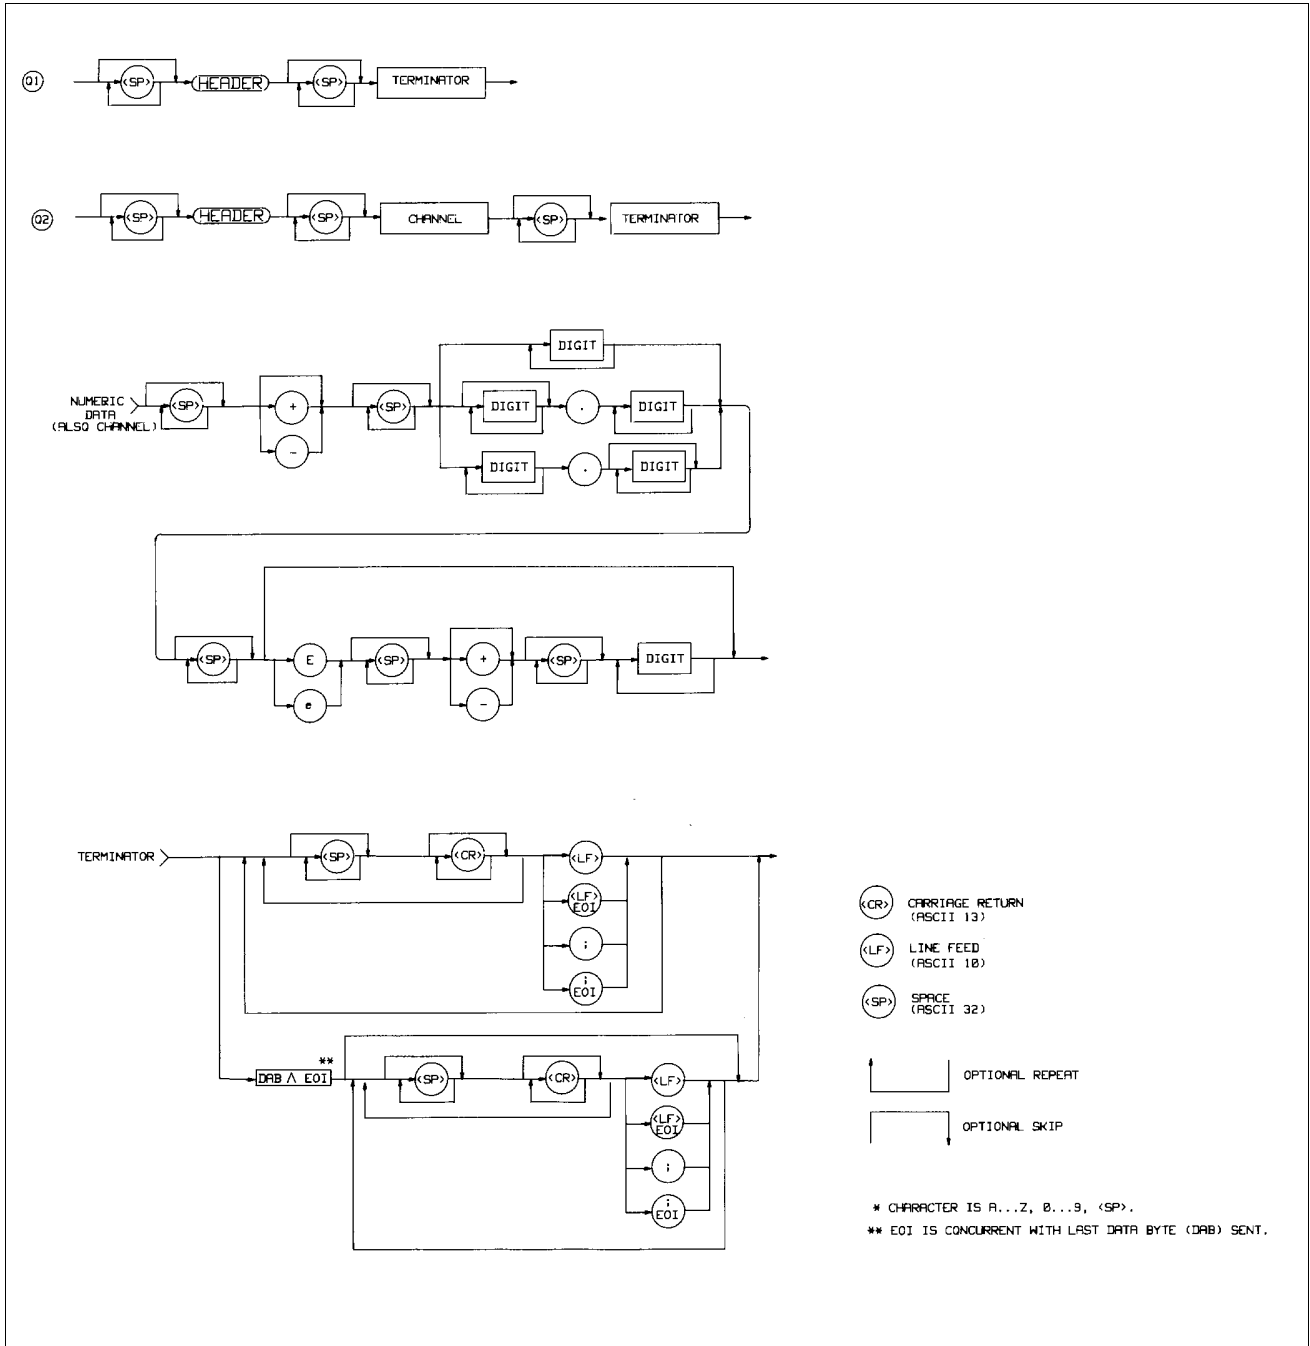 Q1 <SP> HEADER <SP> TERMINATOR
Q2 <SP> HEADER <SP> CHANNEL <SP> TERMINATOR
DIGIT
NUMERIC
DATA
(ALSO CHANNEL)
<SP> + <SP> DIGIT . DIGIT
-
DIGIT . DIGIT
<SP> E <SP> + <SP> DIGIT
e -
TERMINATOR <SP> <CR> <LF>
<LF>
EOI
;
;
EOI
<CR> CARRIAGE RETURN
(ASCII 13)
<LF> LINE FEED
(ASCII 10)
<SP> SPACE
(ASCII 32)
**
DAB ∧ EOI <SP> <CR> <LF>
<LF>
EOI
;
;
EOI
OPTIONAL REPEAT
OPTIONAL SKIP
* CHARACTER IS A...Z, 0...9, <SP>.
** EOI IS CONCURRENT WITH LAST DATA BYTE (DAB) SENT.